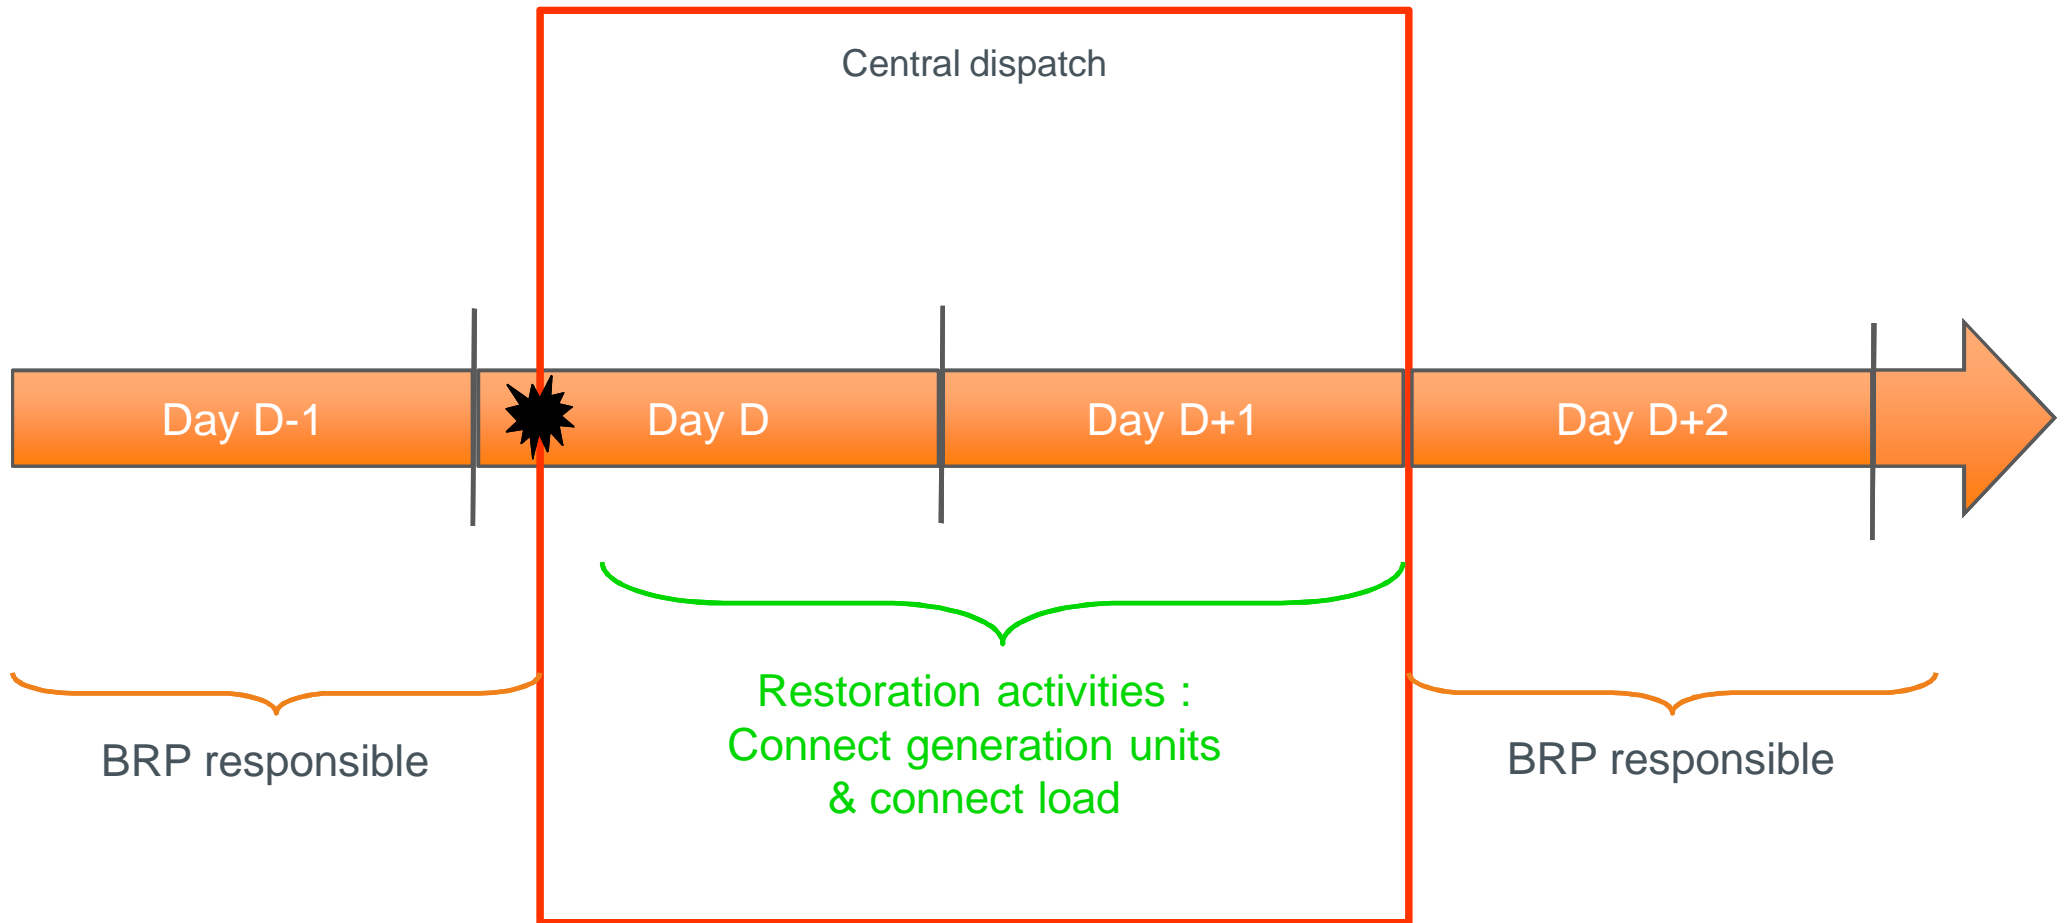 Central dispatch
Day D-1
Day D
Day D+1
Day D+2
Restoration activities :
Connect generation units
& connect load
BRP responsible
BRP responsible